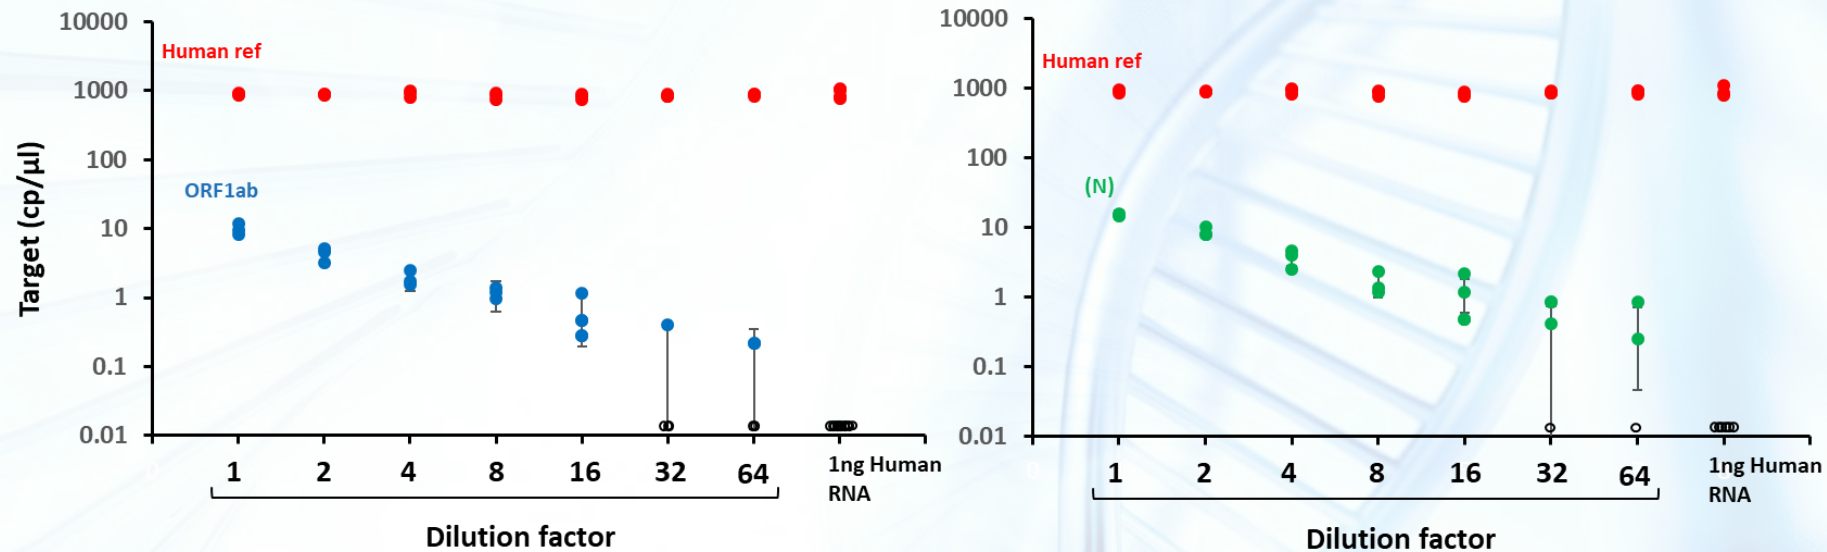 Target (cp/µl)
10000
1000
100
10
1
0.1
0.01
Human ref
ORF1ab
1 2 4 8 16 32 64
1ng Human
RNA
Dilution factor
10000
1000
100
10
1
0.1
0.01
Human ref
(N)
1 2 4 8 16 32 64
1ng Human
RNA
Dilution factor